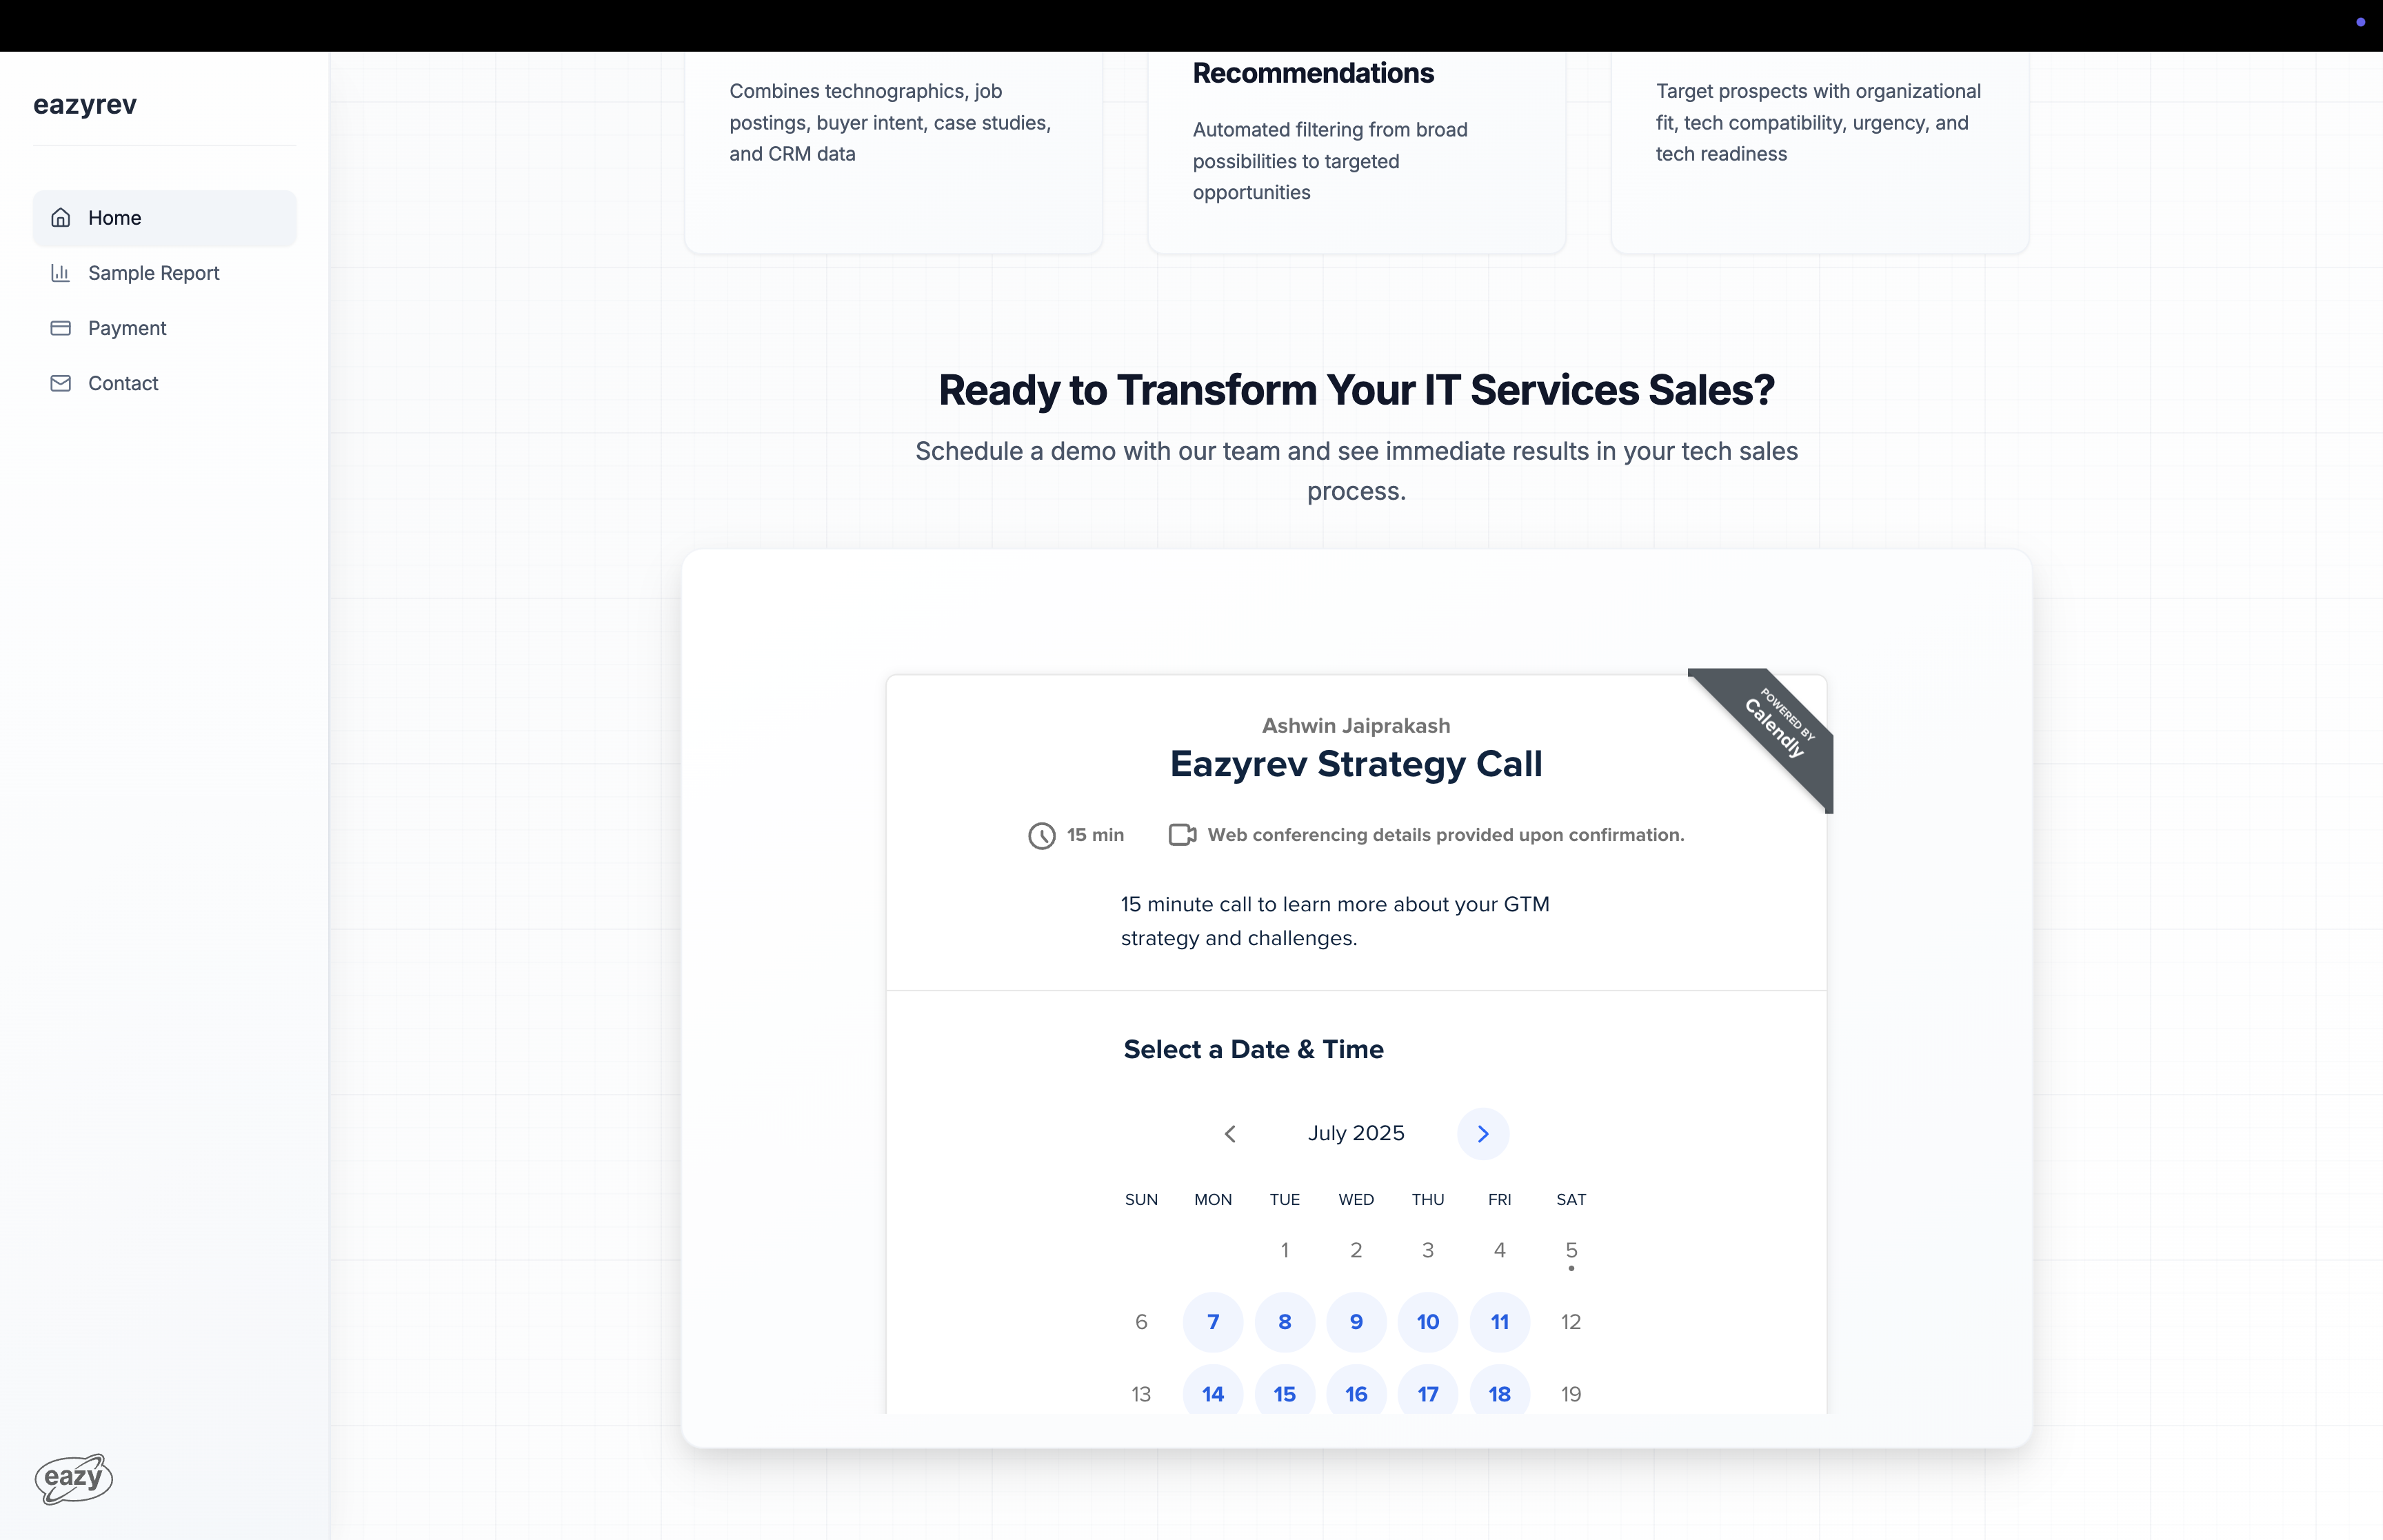 eazyrev
Home
Sample Report
Payment
Contact
eazy
Combines technographics, job
postings, buyer intent, case studies,
and CRM data
Recommendations
Automated filtering from broad
possibilities to targeted
opportunities
Target prospects with organizational
fit, tech compatibility, urgency, and
tech readiness
Ready to Transform Your IT Services Sales?
Schedule a demo with our team and see immediate results in your tech sales
process.
POWERED BY
Calendly
Ashwin Jaiprakash
Eazyrev Strategy Call
15 min
Web conferencing details provided upon confirmation.
15 minute call to learn more about your GTM
strategy and challenges.
Select a Date & Time
July 2025
SUN MON TUE WED THU FRI SAT
1 2 3 4 5
6 7 8 9 10 11 12
13 14 15 16 17 18 19